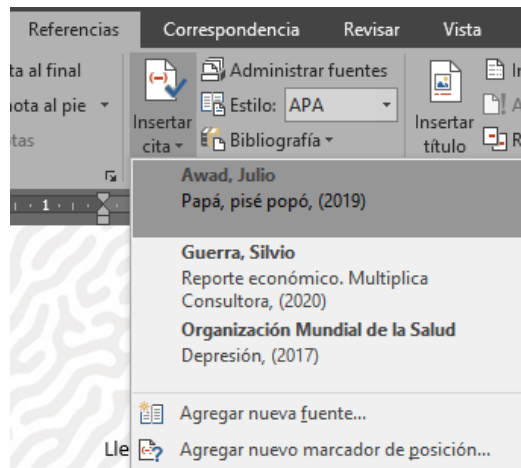 Referencias Correspondencia Revisar Vista
ta al final
nota al pie
tas
Insertar
cita
Administrar fuentes
Estilo: APA
Bibliografía
Insertar
título
1
Awad, Julio
Papá, pisé popó, (2019)
Guerra, Silvio
Reporte económico. Multiplica
Consultora, (2020)
Organización Mundial de la Salud
Depresión, (2017)
Agregar nueva fuente...
Lle Agregar nuevo marcador de posición...